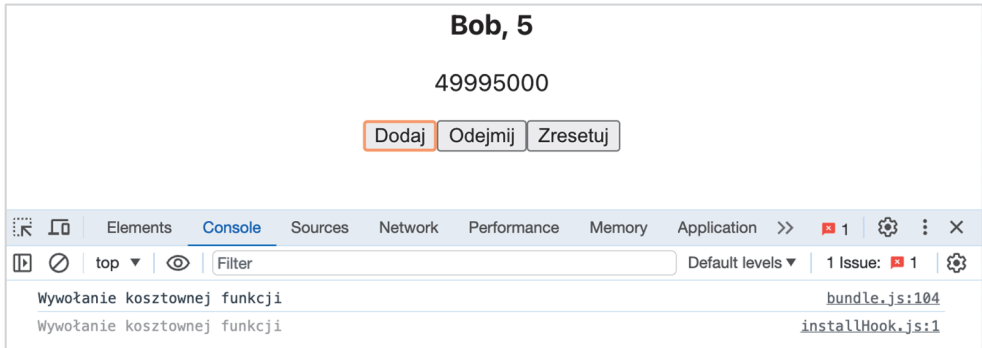 Bob, 5
49995000
Dodaj Odejmij Zresetuj
Elements Console Sources Network Performance Memory Application 1
top Filter Default levels 1 Issue: 1
Wywołanie kosztownej funkcji bundle.js:104
Wywołanie kosztownej funkcji installHook.js:1